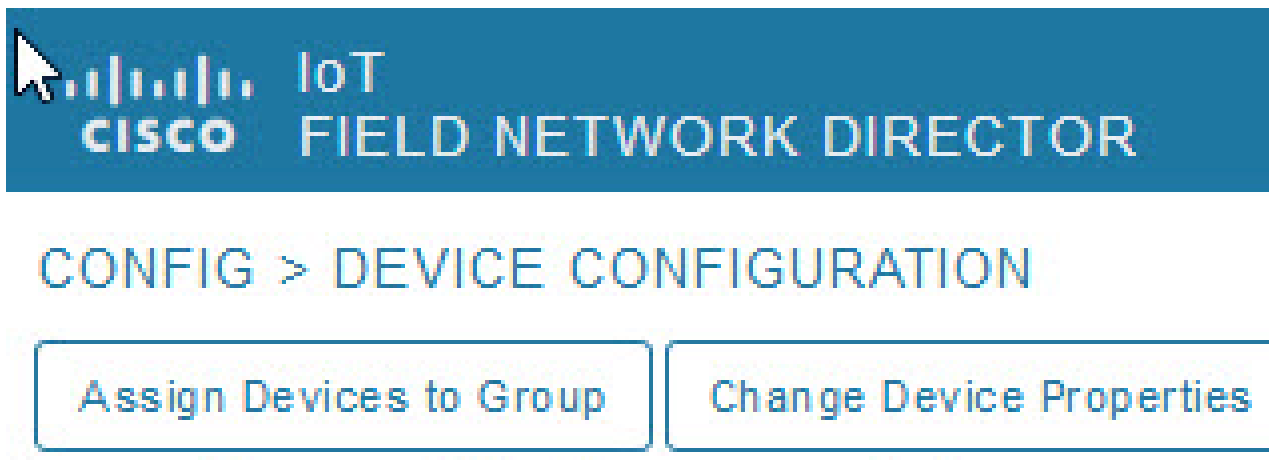 CISCO IoT
FIELD NETWORK DIRECTOR
CONFIG > DEVICE CONFIGURATION
Assign Devices to Group Change Device Properties